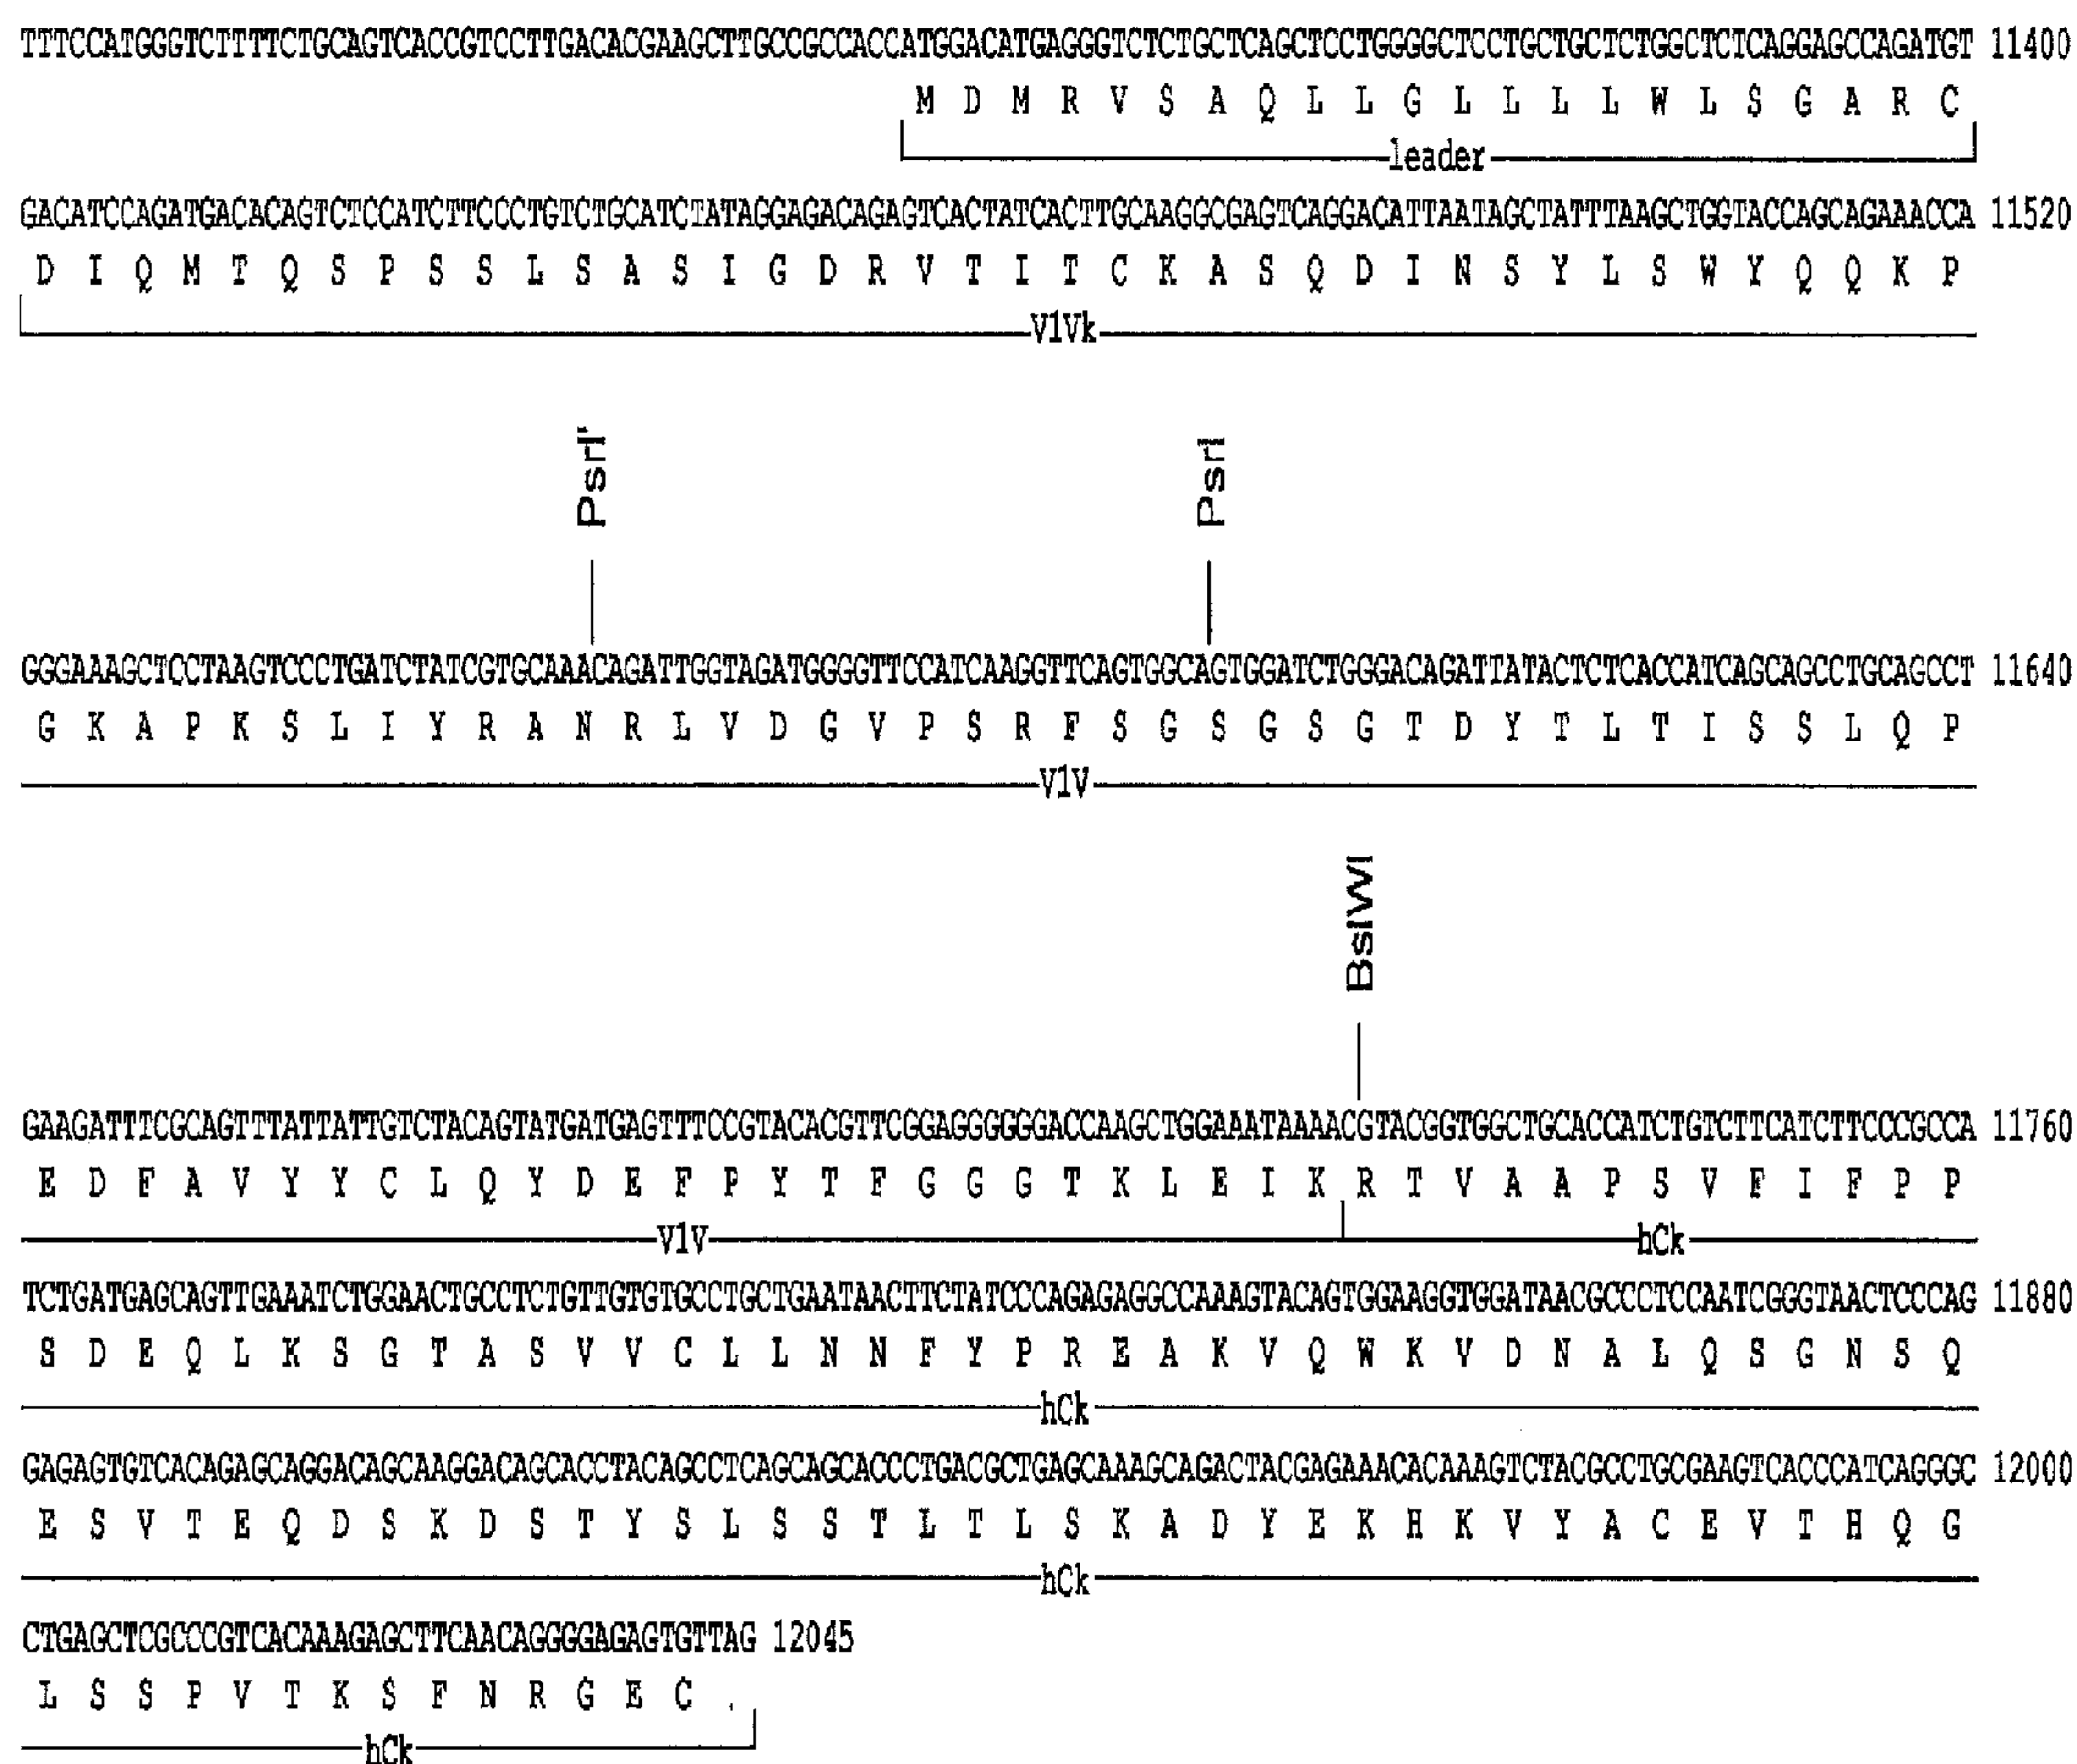 TTTCCATGGGTCTTTTCTGCAGTCACCGTCCTTGACACGAAGCTTGCCGCCACCATGGACATGAGGGTCTCTGCTCAGCTCCTGGGGCTCCTGCTGCTCTGGCTCTCAGGAGCCAGATGT 11400
M D M R V S A Q L L G L L L L W L S G A R C
leader
GACATCCAGATGACACAGTCTCCATCTTCCCTGTCTGCATCTATAGGAGACAGAGTCACTATCACTTGCAAGGCGAGTCAGGACATTAATAGCTATTTAAGCTGGTACCAGCAGAAACCA 11520
D I Q M T Q S P S S L S A S I G D R V T I T C K A S Q D I N S Y L S W Y Q Q K P
V1Vk
PsrI' PsrI
GGGAAAGCTCCTAAGTCCCTGATCTATCGTGCAAACAGATTGGTAGATGGGGTTCCATCAAGGTTCAGTGGCAGTGGATCTGGGACAGATTATACTCTCACCATCAGCAGCCTGCAGCCT 11640
G K A P K S L I Y R A N R L V D G V P S R F S G S G S G T D Y T L T I S S L Q P
V1V
BsiWI
GAAGATTTCGCAGTTTATTATTGTCTACAGTATGATGAGTTTCCGTACACGTTCGGAGGGGGGACCAAGCTGGAAATAAAACGTACGGTGGCTGCACCATCTGTCTTCATCTTCCCGCCA 11760
E D F A V Y Y C L Q Y D E F P Y T F G G G T K L E I K R T V A A P S V F I F P P
V1V hCk
TCTGATGAGCAGTTGAAATCTGGAACTGCCTCTGTTGTGTGCCTGCTGAATAACTTCTATCCCAGAGAGGCCAAAGTACAGTGGAAGGTGGATAACGCCCTCCAATCGGGTAACTCCCAG 11880
S D E Q L K S G T A S V V C L L N N F Y P R E A K V Q W K V D N A L Q S G N S Q
hCk
GAGAGTGTCACAGAGCAGGACAGCAAGGACAGCACCTACAGCCTCAGCAGCACCCTGACGCTGAGCAAAGCAGACTACGAGAAACACAAAGTCTACGCCTGCGAAGTCACCCATCAGGGC 12000
E S V T E Q D S K D S T Y S L S S T L T L S K A D Y E K H K V Y A C E V T H Q G
hCk
CTGAGCTCGCCCGTCACAAAGAGCTTCAACAGGGGAGAGTGTTAG 12045
L S S P V T K S F N R G E C .
hCk